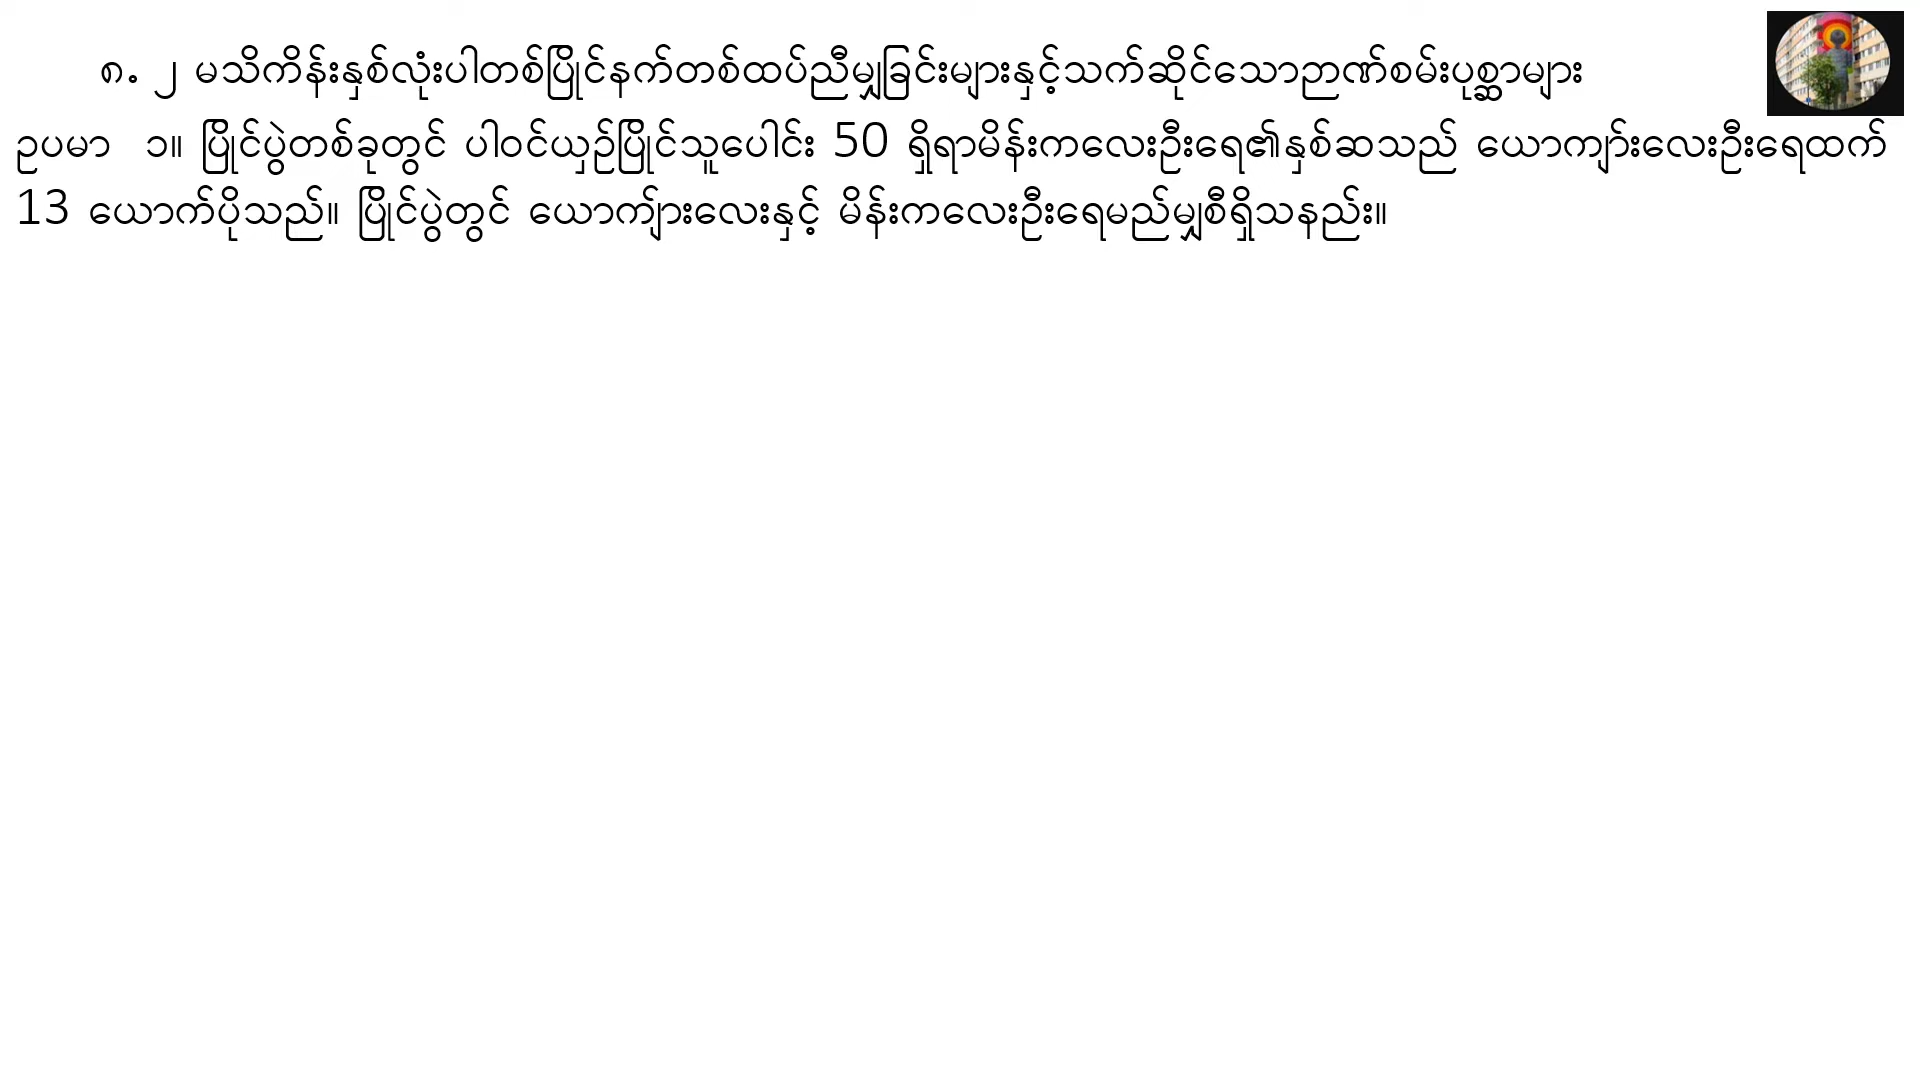 ၈. ၂ မသိကိန်းနှစ်လုံးပါတစ်ပြိုင်နက်တစ်ထပ်ညီမျှခြင်းများနှင့်သက်ဆိုင်သောဉာဏ်စမ်းပုစ္ဆာများ
ဥပမာ ၁။ ပြိုင်ပွဲတစ်ခုတွင် ပါဝင်ယှဉ်ပြိုင်သူပေါင်း 50 ရှိရာမိန်းကလေးဦးရေ၏နှစ်ဆသည် ယောကျာ်းလေးဦးရေထက်
13 ယောက်ပိုသည်။ ပြိုင်ပွဲတွင် ယောကျ်ားလေးနှင့် မိန်းကလေးဦးရေမည်မျှစီရှိသနည်း။